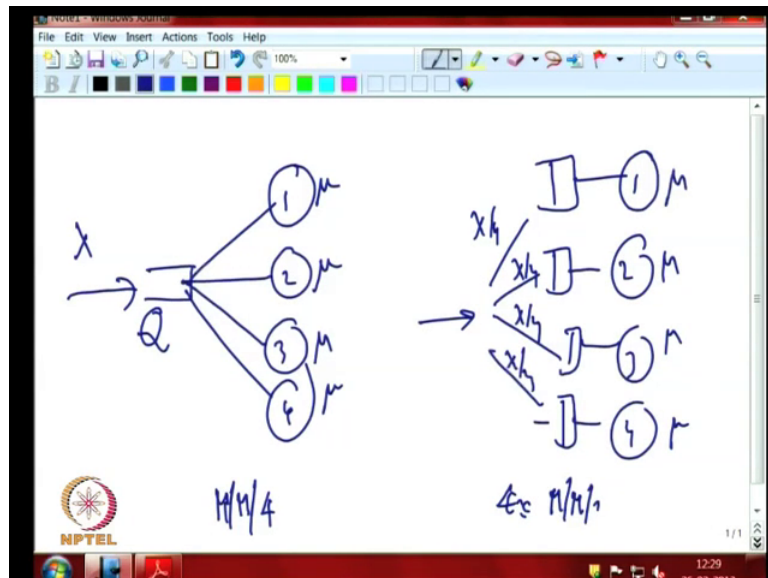 Note1 - Windows Journal
File Edit View Insert Actions Tools Help
100%
B I
λ
Q
1 μ
2 μ
3 μ
4 μ
M/M/4
λ/4
λ/4
λ/4
λ/4
1 μ
2 μ
3 μ
4 μ
M/M/1
NPTEL
1/1
12:29